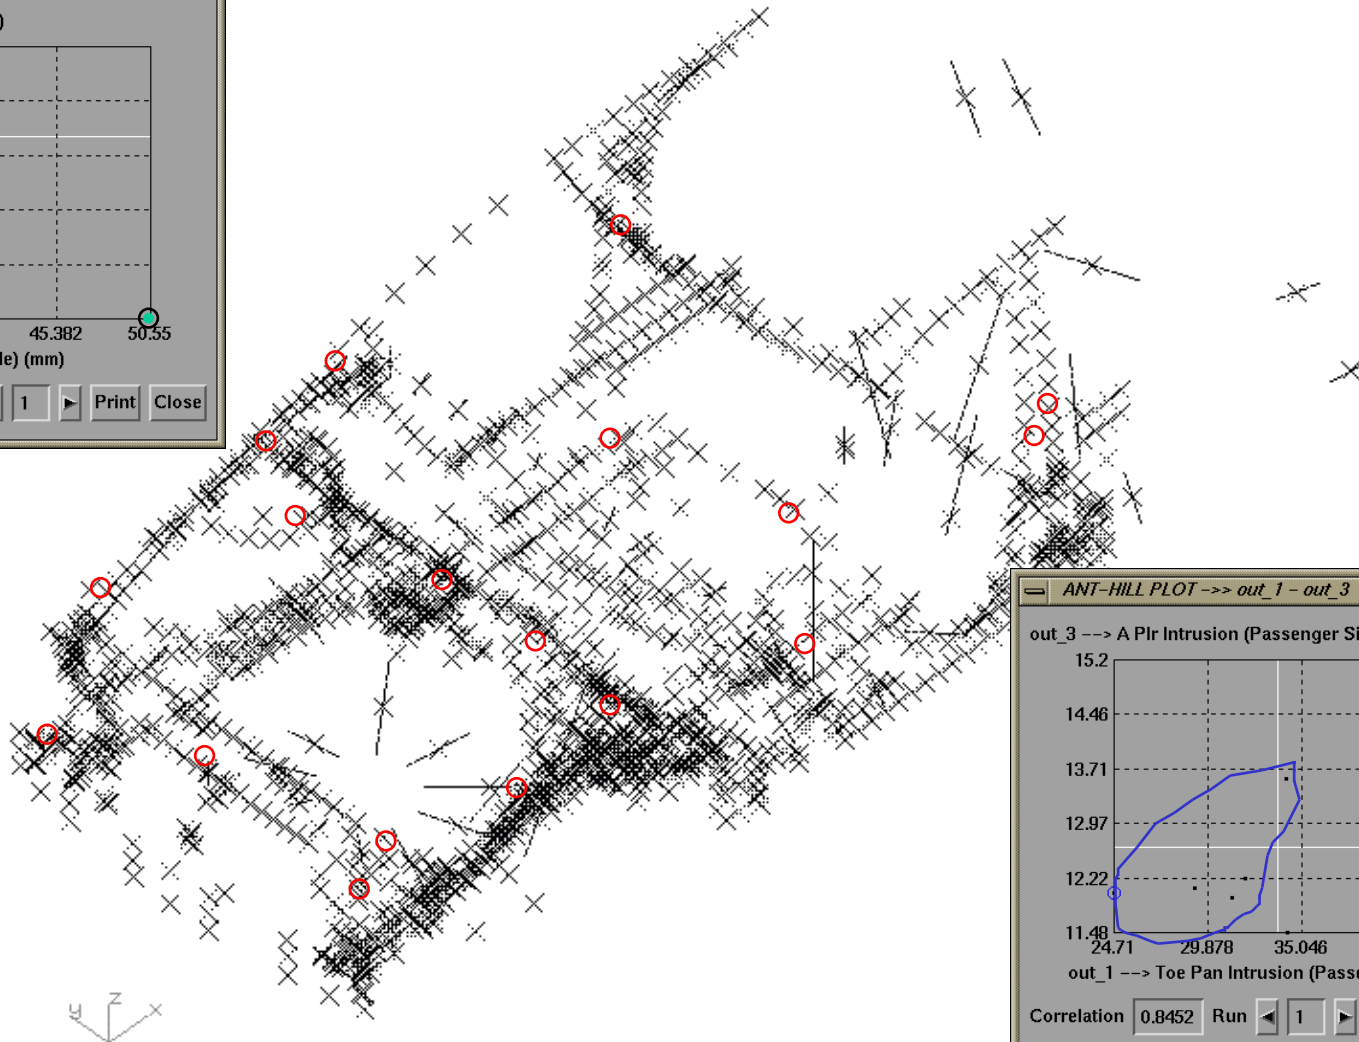 )
45.382 50.55
le) (mm)
1 Print Close
ANT-HILL PLOT ->> out_1 - out_3
out_3 --> A Plr Intrusion (Passenger Si
15.2
14.46
13.71
12.97
12.22
11.48
24.71 29.878 35.046
out_1 --> Toe Pan Intrusion (Passe
Correlation 0.8452 Run 1
y z x